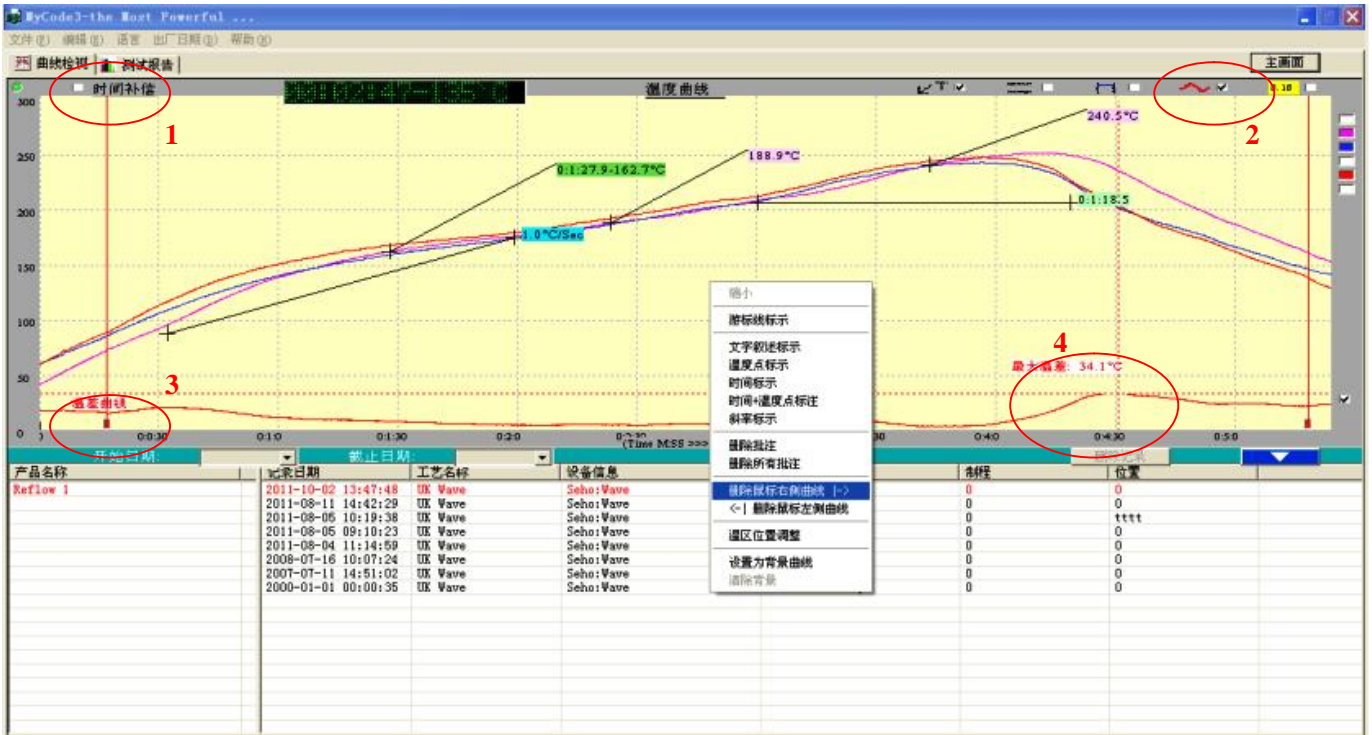 MyCode3-the Most Powerful ...
文件(F) 编辑(E) 语言 出厂日期(D) 帮助(H)
曲线检测 测试报告 主画面
时间补偿 温度曲线
1
2
300
250
200
150
100
50
0
240.5°C
188.9°C
0:1:27.9-162.7°C
0:1:18.5
1.0°C/Sec
缩小
游标线标示
文字叙述标示
温度点标示
时间标示
时间+温度点标注
斜率标示
删除批注
删除所有批注
删除鼠标右侧曲线 |->
<-| 删除鼠标左侧曲线
温区位置调整
设置为背景曲线
清除背景
4
最大温差: 34.1°C
3
温差曲线
0:0:30 0:1:0 0:1:30 0:2:0 (Time M:SS >>> 30 0:4:0 0:4:30 0:5:0
开始日期: 截止日期: 删除记录
产品名称 记录日期 工艺名称 设备信息 制程 位置
Reflow 1 2011-10-02 13:47:48 UK Wave Seho:Wave 0 0
2011-08-11 14:42:29 UK Wave Seho:Wave 0 0
2011-08-05 10:19:38 UK Wave Seho:Wave 0 tttt
2011-08-05 09:10:23 UK Wave Seho:Wave 0 0
2011-08-04 11:14:59 UK Wave Seho:Wave 0 0
2008-07-16 10:07:24 UK Wave Seho:Wave 0 0
2007-07-11 14:51:02 UK Wave Seho:Wave 0 0
2000-01-01 00:00:35 UK Wave Seho:Wave 0 0